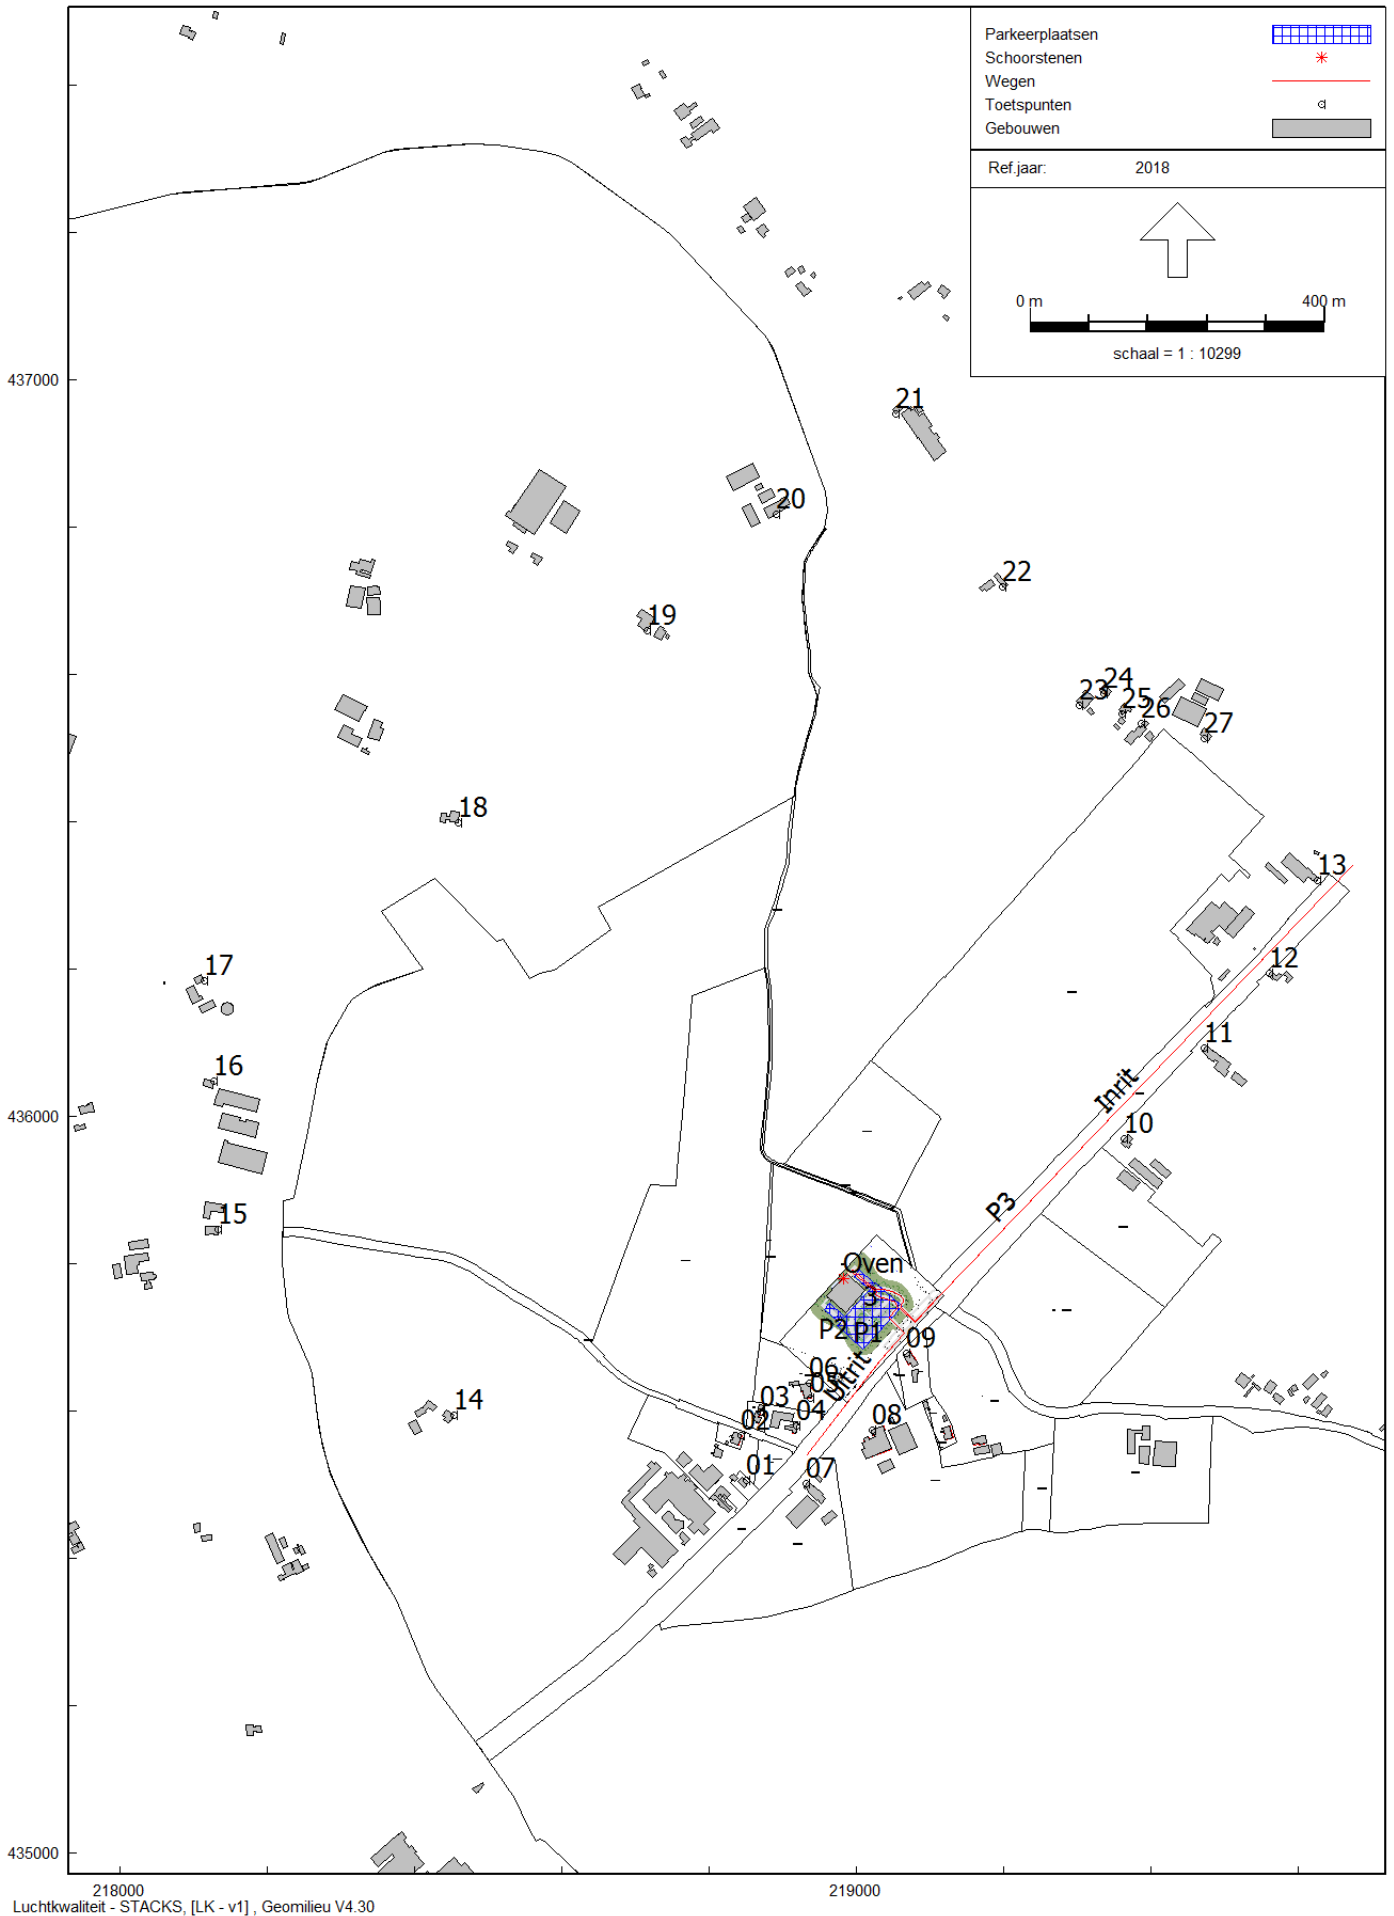 Parkeerplaatsen
Schoorstenen
Wegen
Toetspunten
Gebouwen
Ref.jaar: 2018
0 m 400 m
schaal = 1 : 10299
437000
21
20
22
19
24
23
25
26
27
18
13
17
12
11
16
Inrit
436000
10
P3
15
Oven
3
P2
P1
09
06
05
Uitrit
03
14
04
02
08
01
07
435000
218000 219000
Luchtkwaliteit - STACKS, [LK - v1] , Geomilieu V4.30